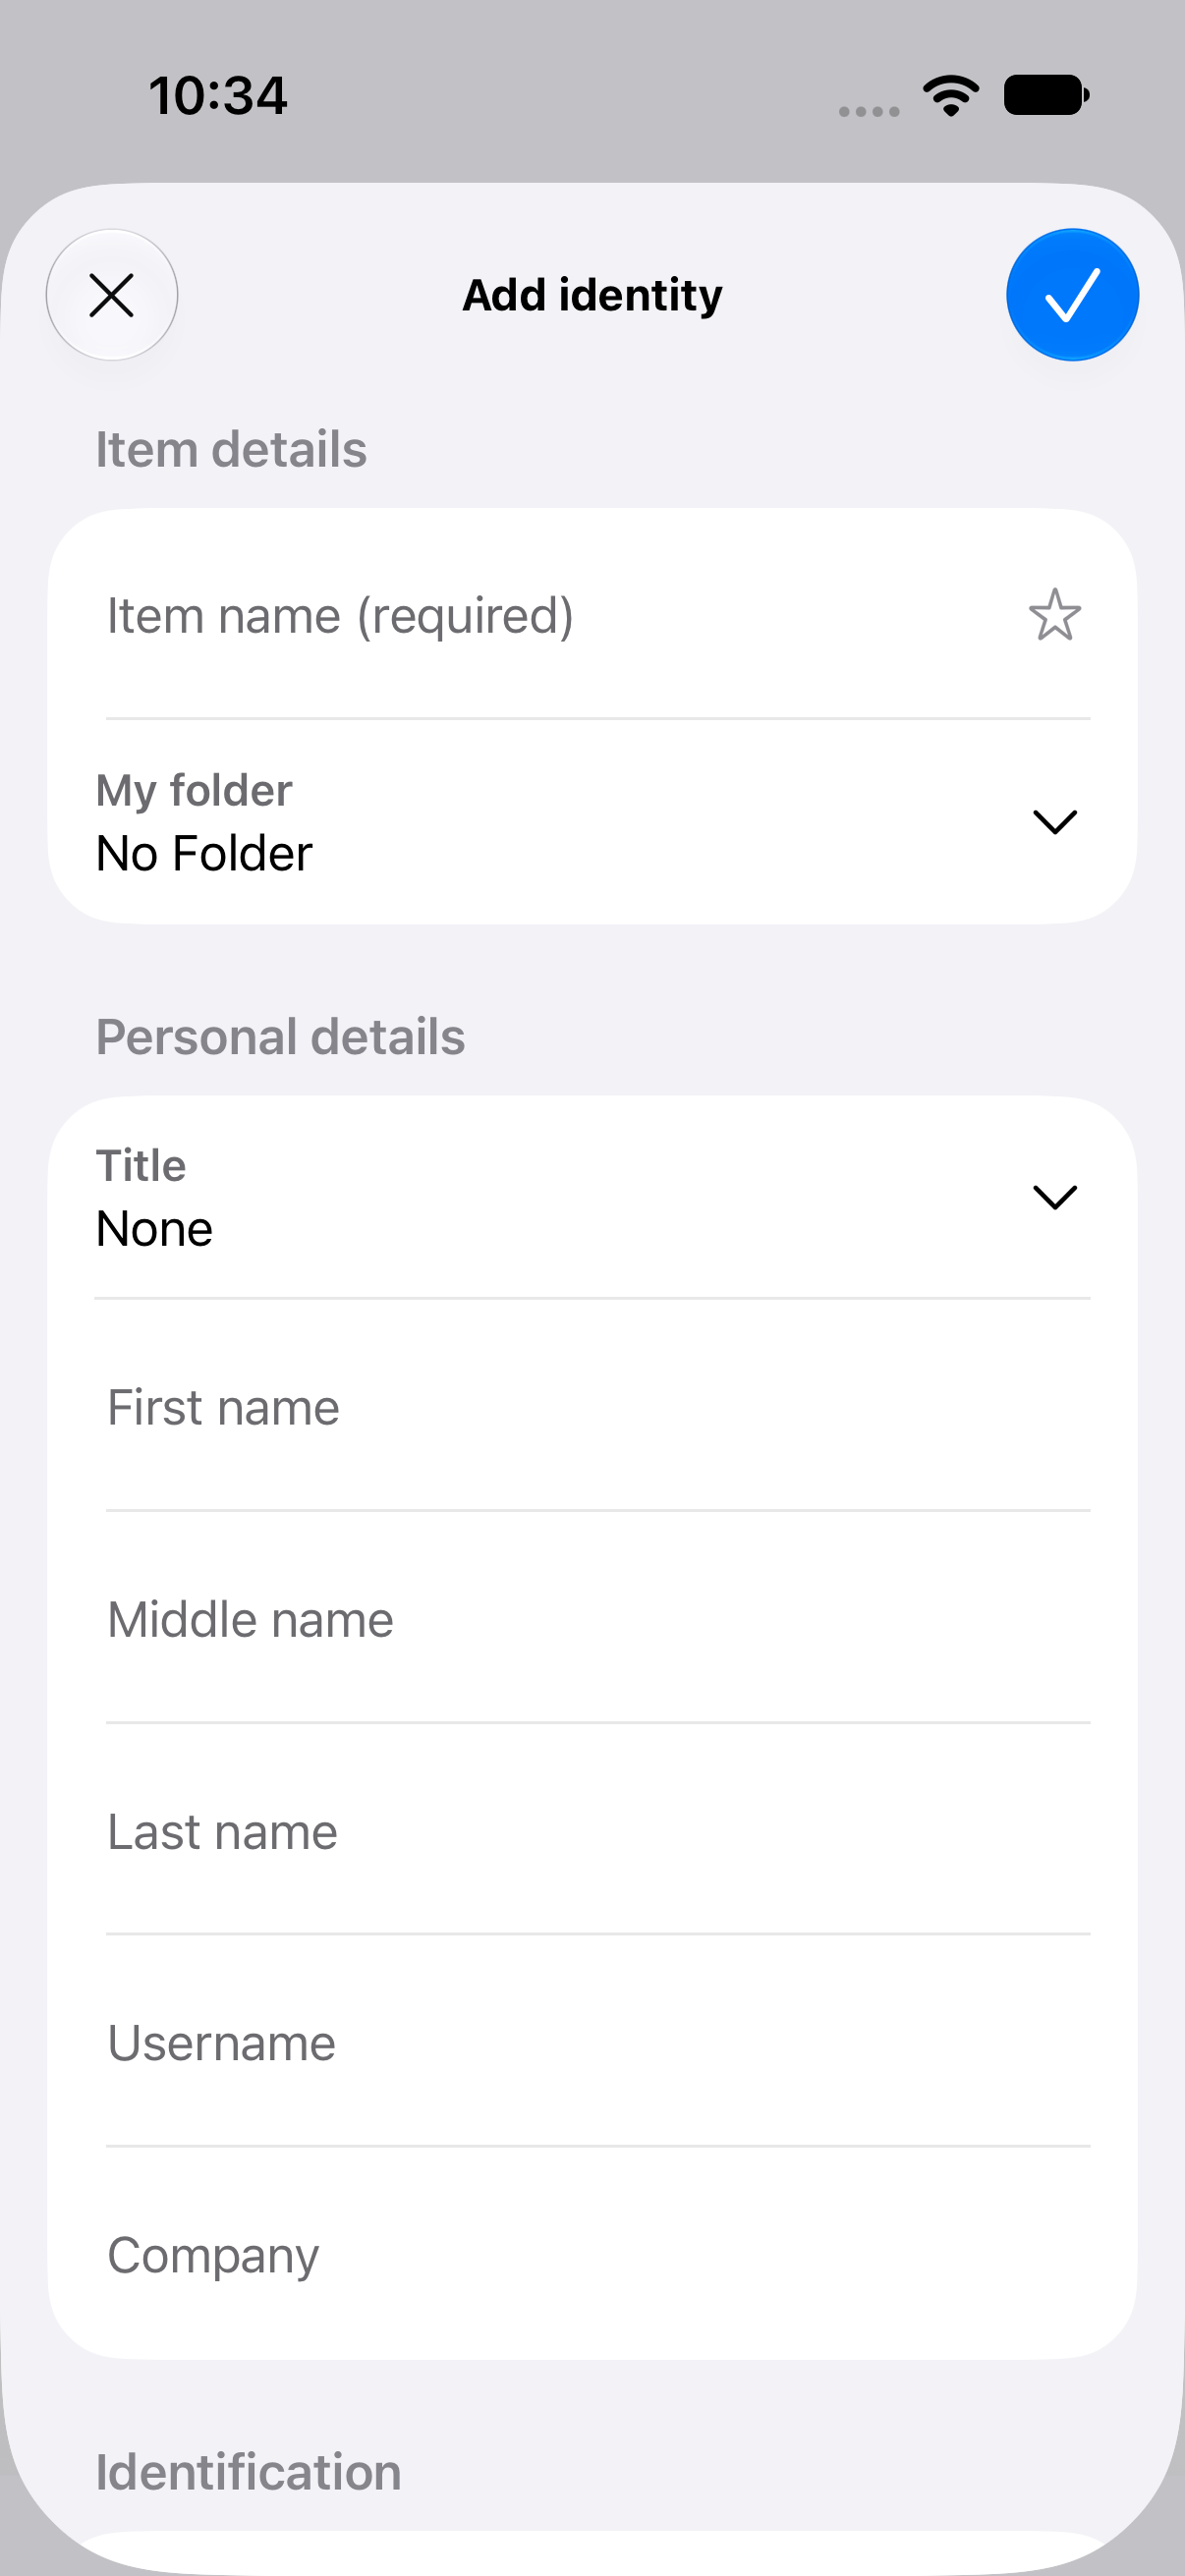 10:34
Add identity
Item details
Item name (required)
My folder
No Folder
Personal details
Title
None
First name
Middle name
Last name
Username
Company
Identification